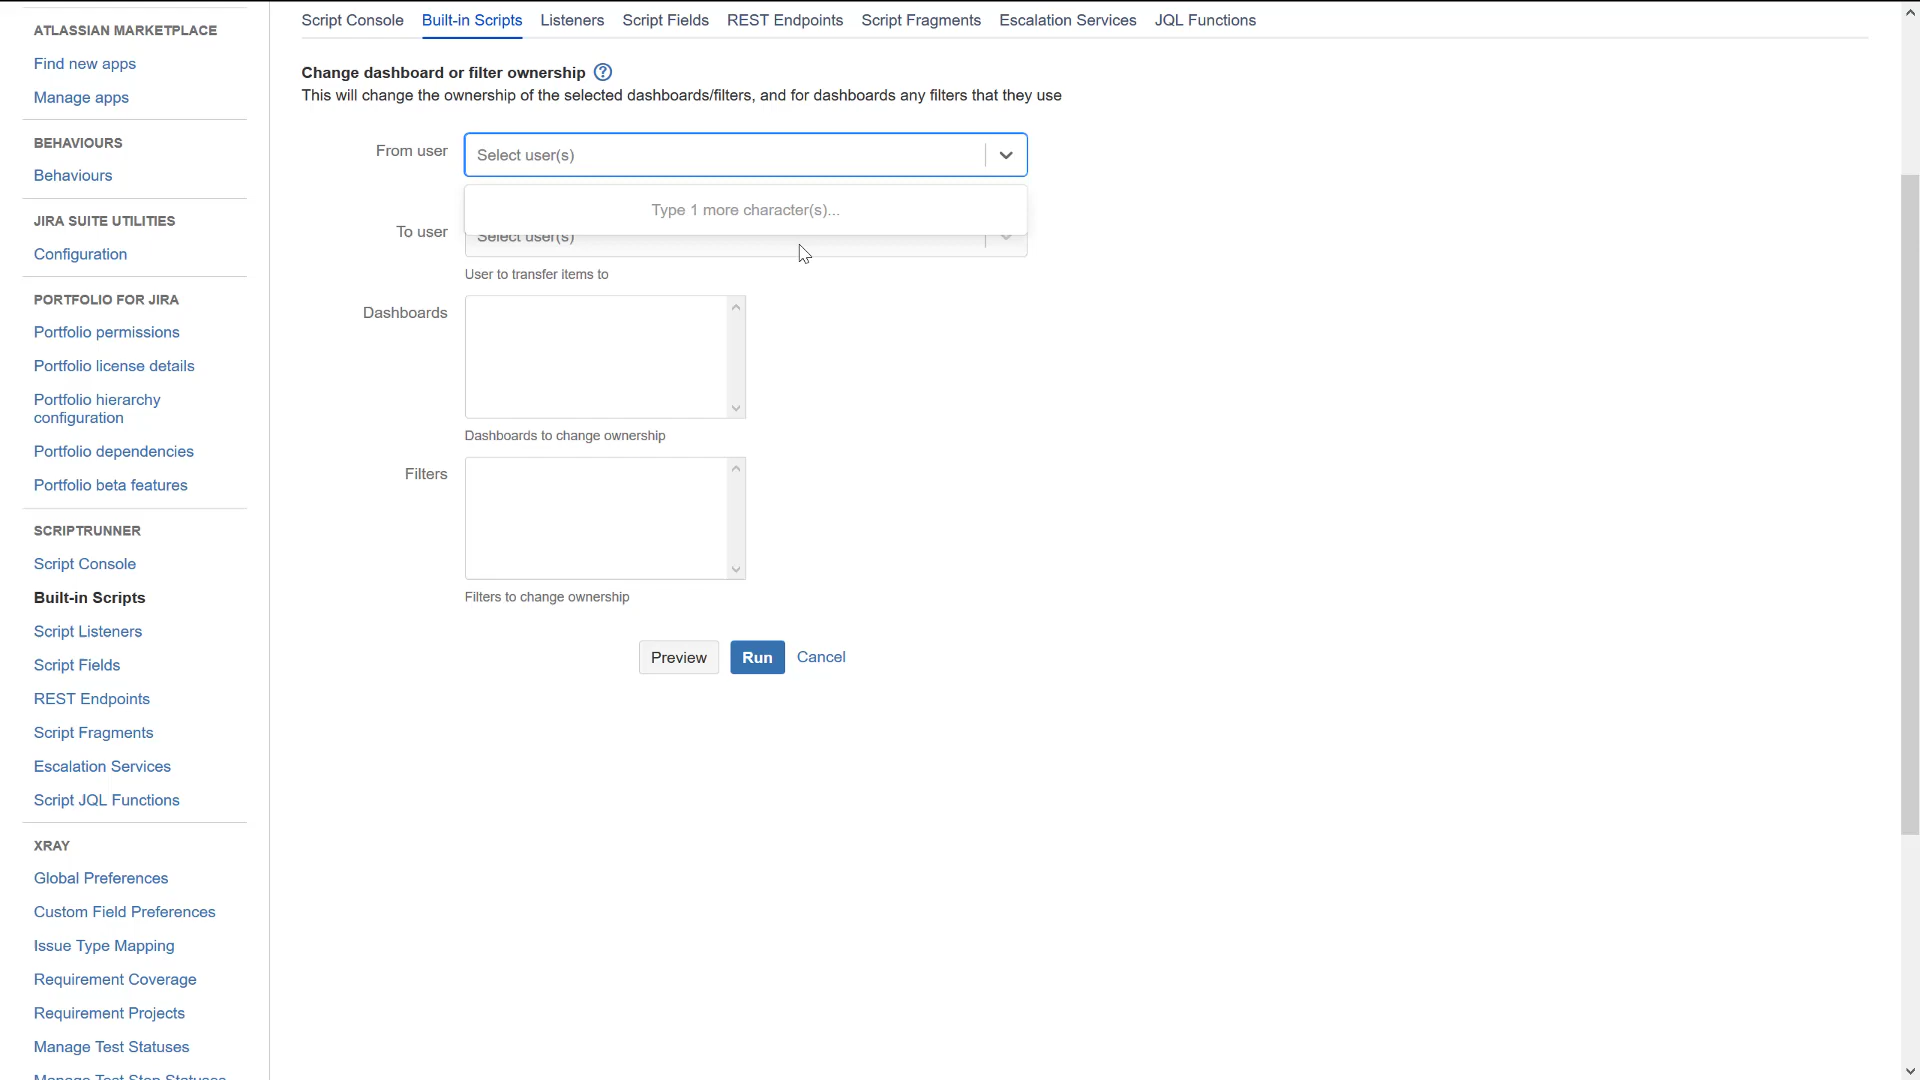 ATLASSIAN MARKETPLACE
Find new apps
Manage apps
BEHAVIOURS
Behaviours
JIRA SUITE UTILITIES
Configuration
PORTFOLIO FOR JIRA
Portfolio permissions
Portfolio license details
Portfolio hierarchy
configuration
Portfolio dependencies
Portfolio beta features
SCRIPTRUNNER
Script Console
Built-in Scripts
Script Listeners
Script Fields
REST Endpoints
Script Fragments
Escalation Services
Script JQL Functions
XRAY
Global Preferences
Custom Field Preferences
Issue Type Mapping
Requirement Coverage
Requirement Projects
Manage Test Statuses
Manage Test Step Statuses
Script Console Built-in Scripts Listeners Script Fields REST Endpoints Script Fragments Escalation Services JQL Functions
Change dashboard or filter ownership ?
This will change the ownership of the selected dashboards/filters, and for dashboards any filters that they use
From user Select user(s)
Type 1 more character(s)...
To user Select user(s)
User to transfer items to
Dashboards
Dashboards to change ownership
Filters
Filters to change ownership
Preview Run Cancel